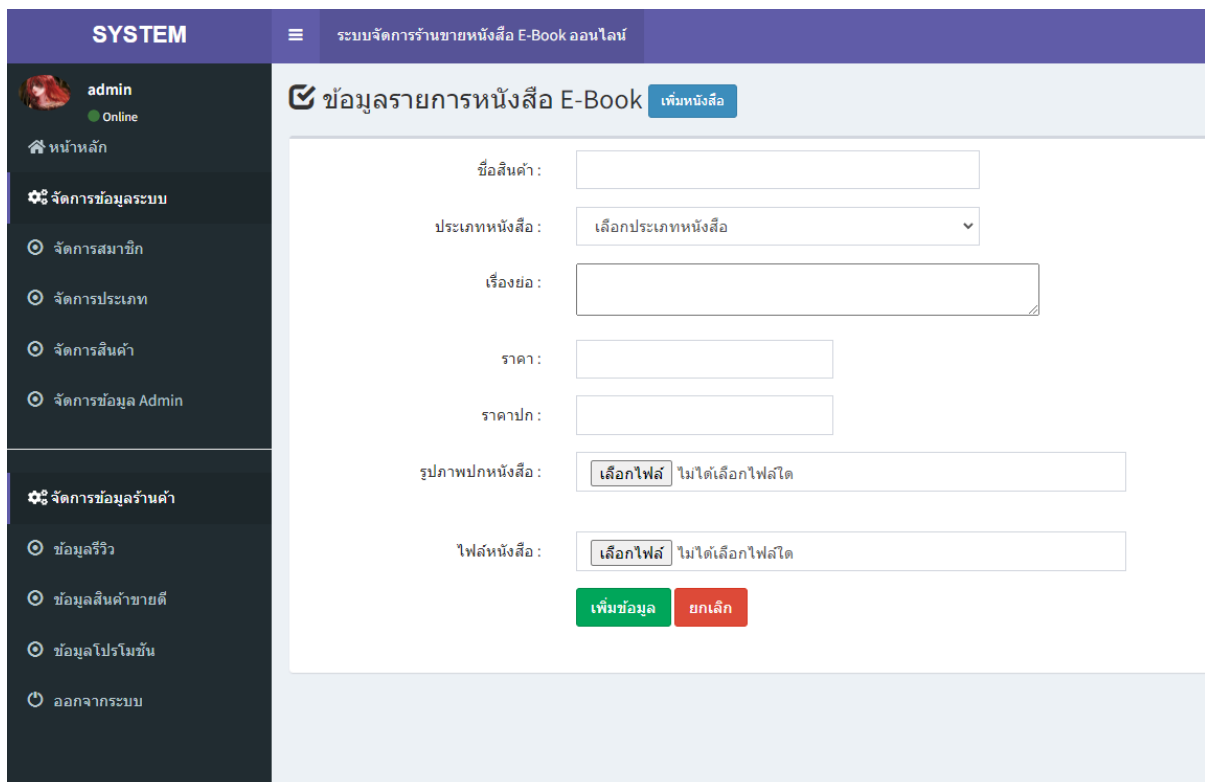 SYSTEM
ระบบจัดการร้านขายหนังสือ E-Book ออนไลน์
admin
Online
หน้าหลัก
จัดการข้อมูลระบบ
จัดการสมาชิก
จัดการประเภท
จัดการสินค้า
จัดการข้อมูล Admin
จัดการข้อมูลร้านค้า
ข้อมูลรีวิว
ข้อมูลสินค้าขายดี
ข้อมูลโปรโมชัน
ออกจากระบบ
ข้อมูลรายการหนังสือ E-Book เพิ่มหนังสือ
ชื่อสินค้า :
ประเภทหนังสือ : เลือกประเภทหนังสือ
เรื่องย่อ :
ราคา :
ราคาปก :
รูปภาพปกหนังสือ : เลือกไฟล์ ไม่ได้เลือกไฟล์ใด
ไฟล์หนังสือ : เลือกไฟล์ ไม่ได้เลือกไฟล์ใด
เพิ่มข้อมูล ยกเลิก